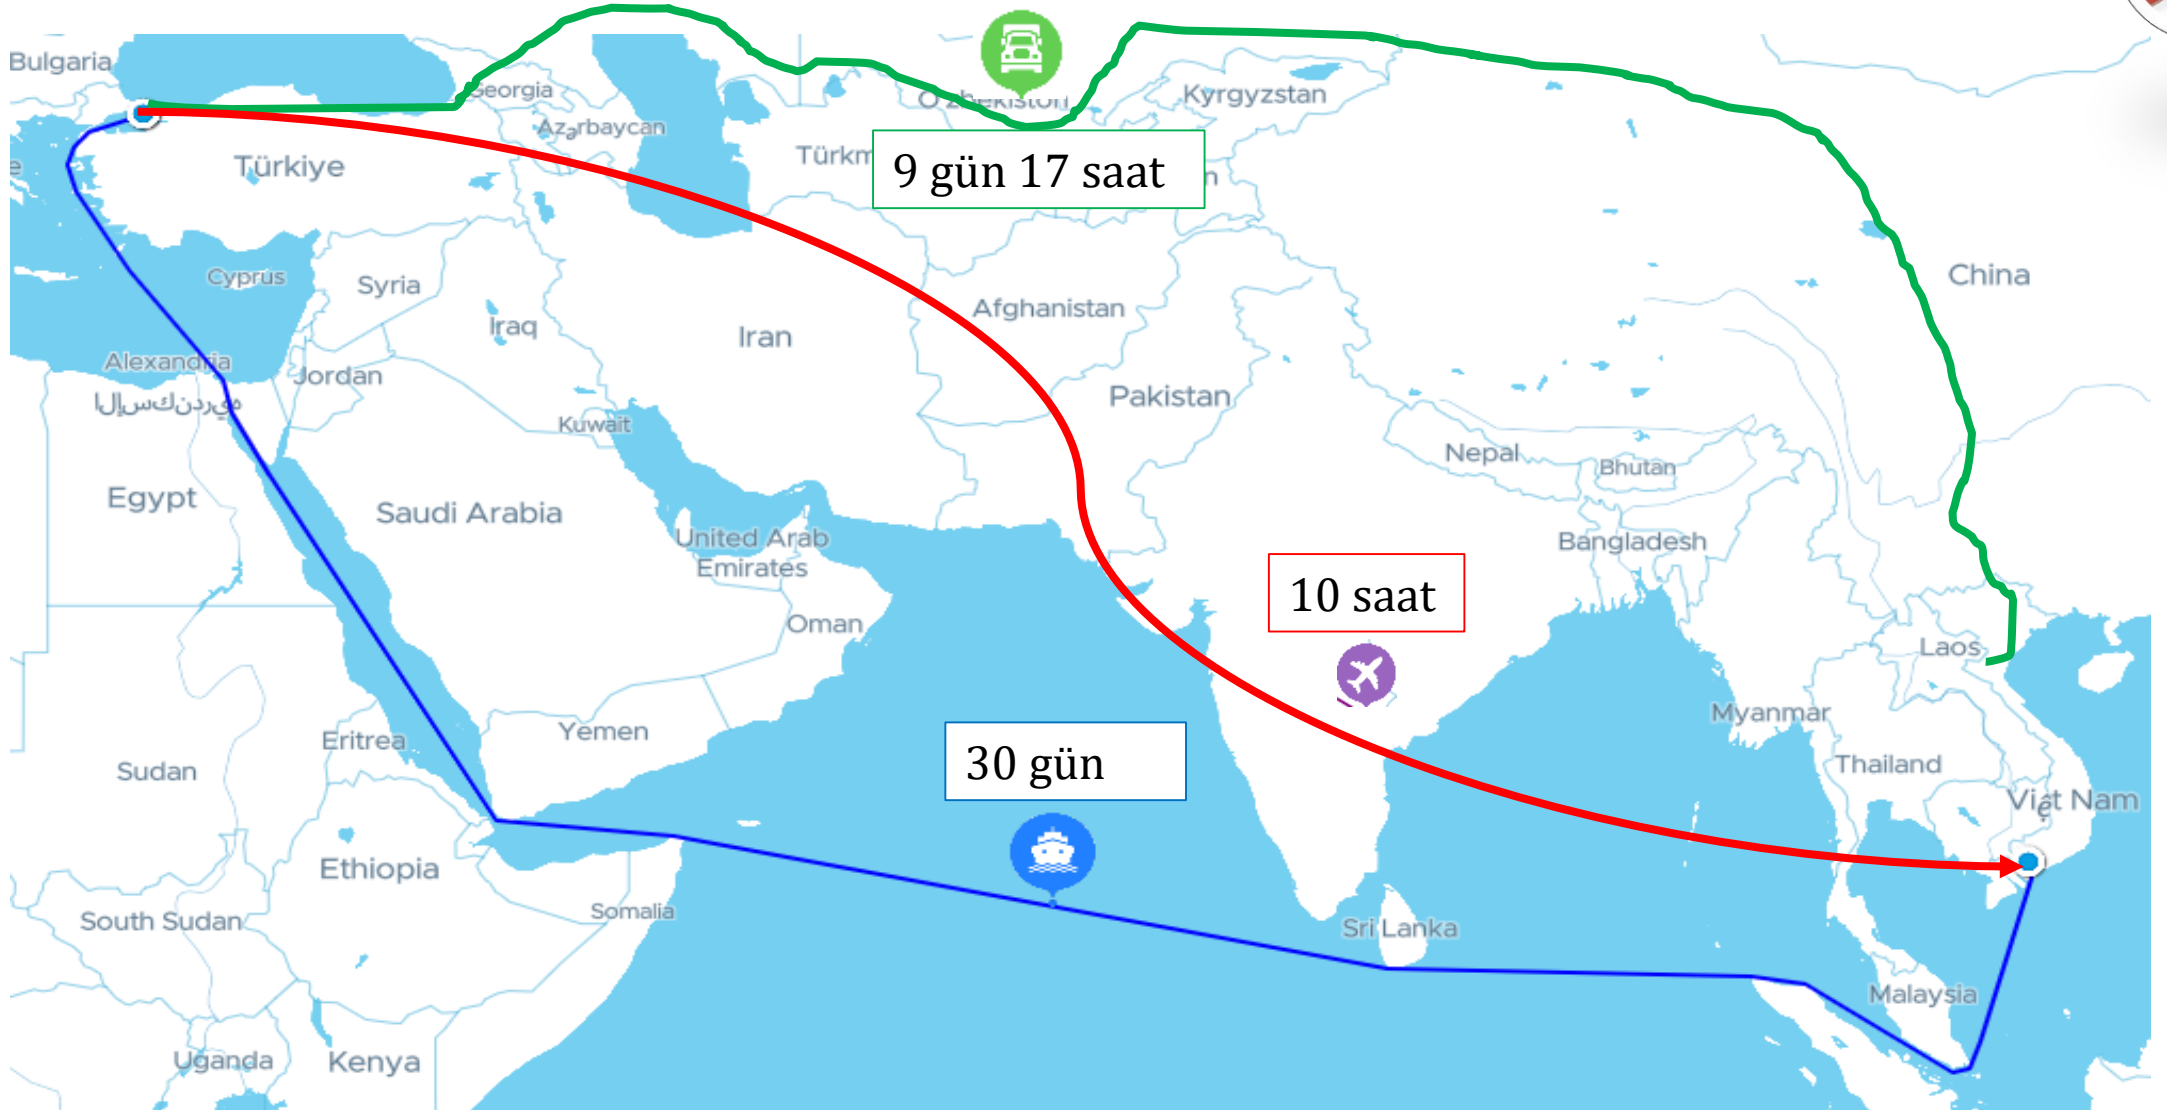 Bulgaria
Georgia
O'zbekiston
Kyrgyzstan
Azərbaycan
Türkiye
Türkm
9 gün 17 saat
n
e
China
Cyprus
Syria
Afghanistan
Iraq
Iran
Alexandria
Jordan
Pakistan
Kuwait
Nepal
Bhutan
Egypt
Saudi Arabia
United Arab
Emirates
Bangladesh
10 saat
Oman
Laos
Myanmar
Eritrea
Yemen
30 gün
Sudan
Thailand
Việt Nam
Ethiopia
Somalia
South Sudan
Sri Lanka
Malaysia
Uganda
Kenya